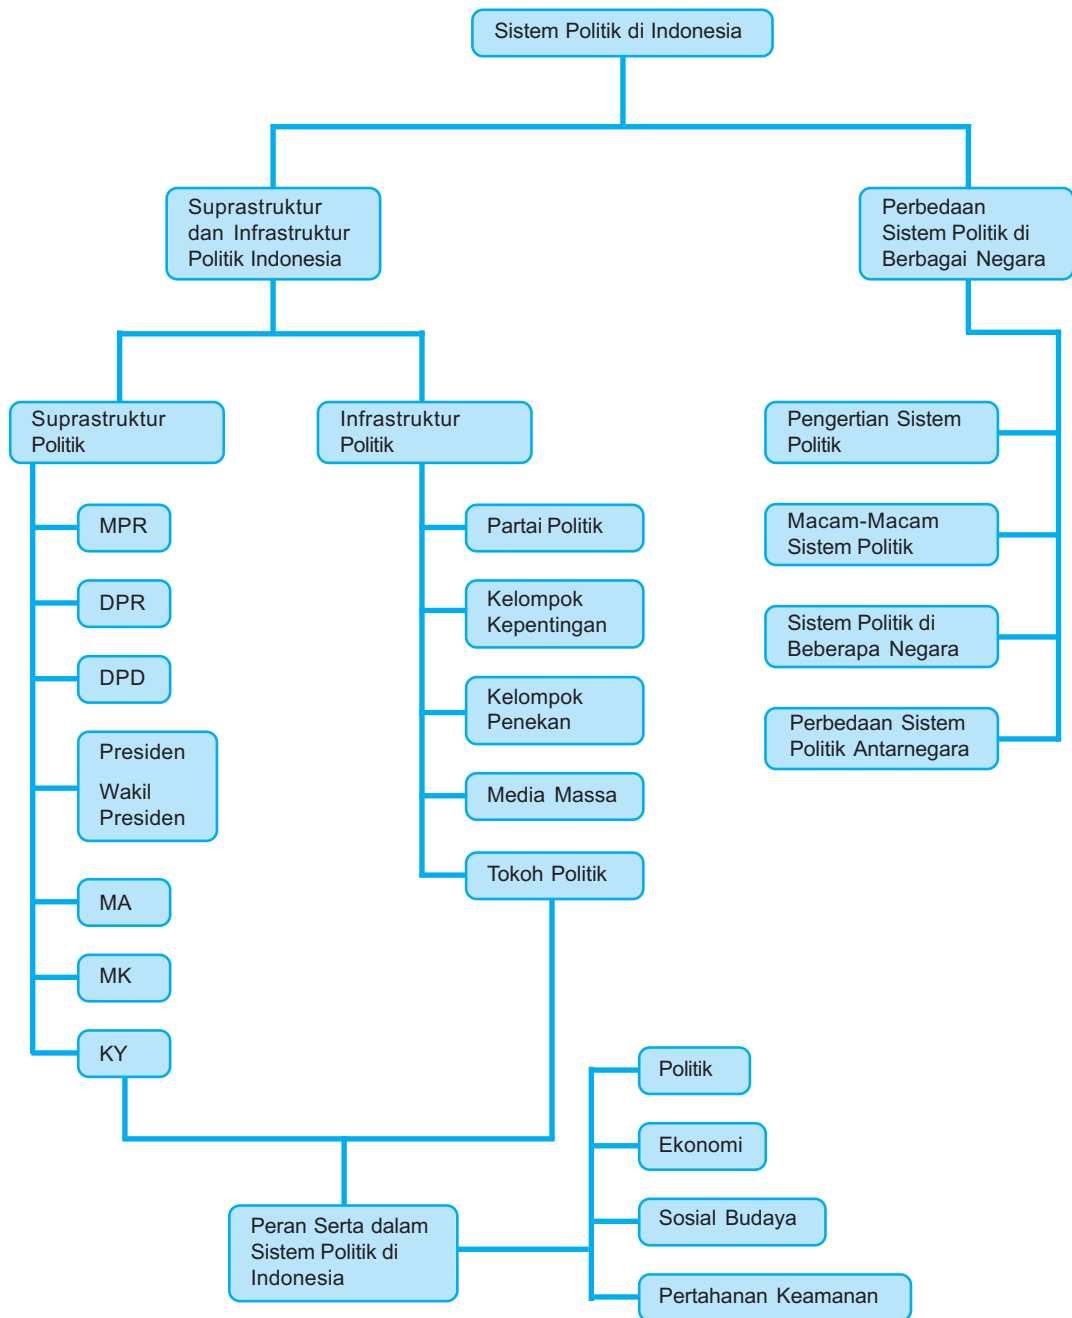 Sistem Politik di Indonesia
Suprastruktur
dan Infrastruktur
Politik Indonesia
Perbedaan
Sistem Politik di
Berbagai Negara
Suprastruktur
Politik
Infrastruktur
Politik
Pengertian Sistem
Politik
MPR
Partai Politik
Macam-Macam
Sistem Politik
DPR
Kelompok
Kepentingan
Sistem Politik di
Beberapa Negara
DPD
Kelompok
Penekan
Perbedaan Sistem
Politik Antarnegara
Presiden
Wakil
Presiden
Media Massa
Tokoh Politik
MA
MK
KY
Politik
Ekonomi
Sosial Budaya
Peran Serta dalam
Sistem Politik di
Indonesia
Pertahanan Keamanan